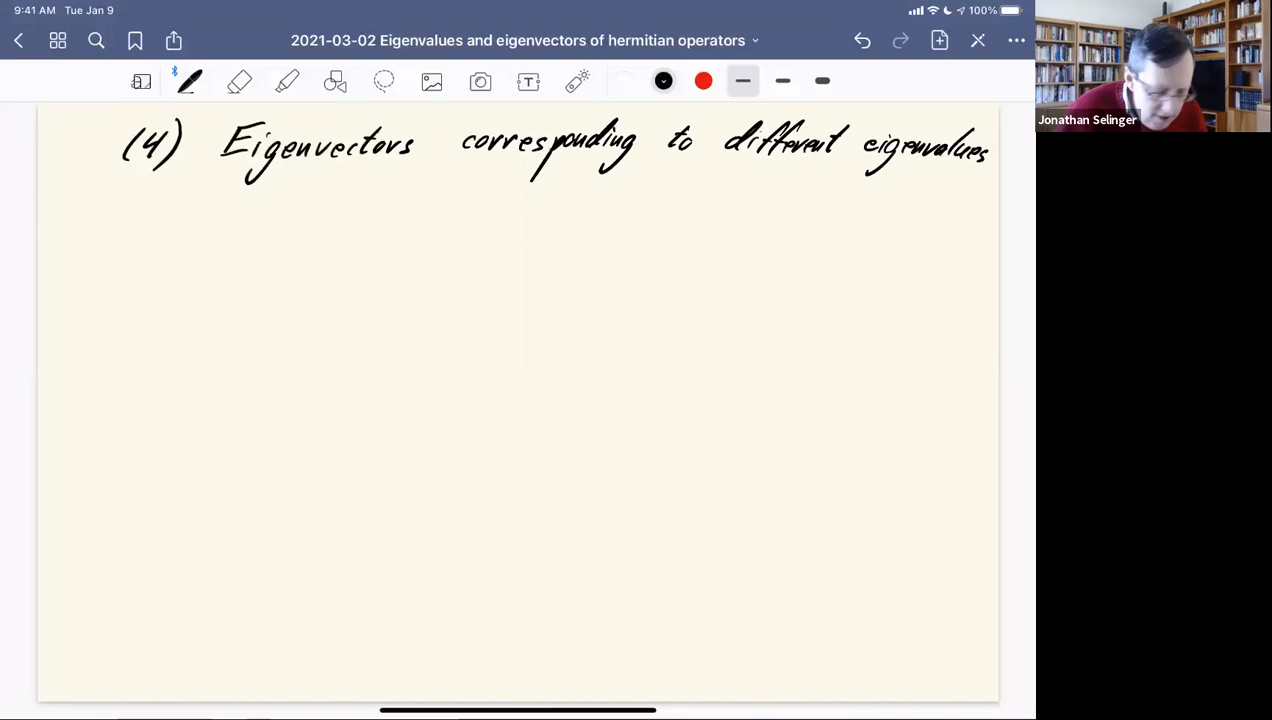 9:41 AM Tue Jan 9
100%
2021-03-02 Eigenvalues and eigenvectors of hermitian operators
T
Jonathan Selinger
(4) Eigenvectors corresponding to different eigenvalues